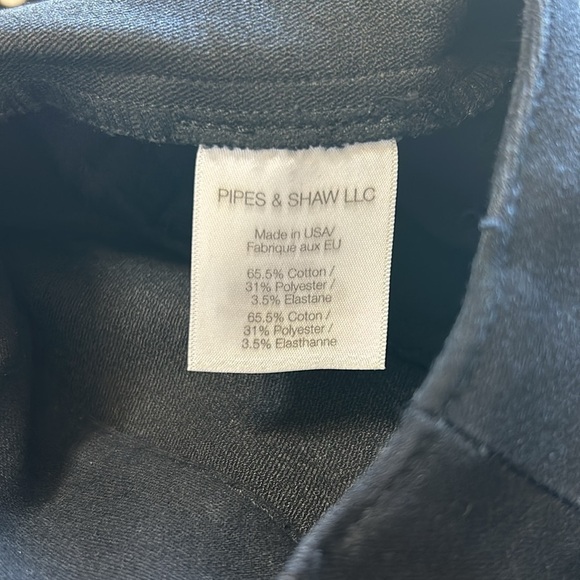 PIPES & SHAW LLC
Made in USA/
Fabriqué aux EU
65.5% Cotton /
31% Polyester /
3.5% Elastane
65.5% Coton /
31% Polyester /
3.5% Elasthanne